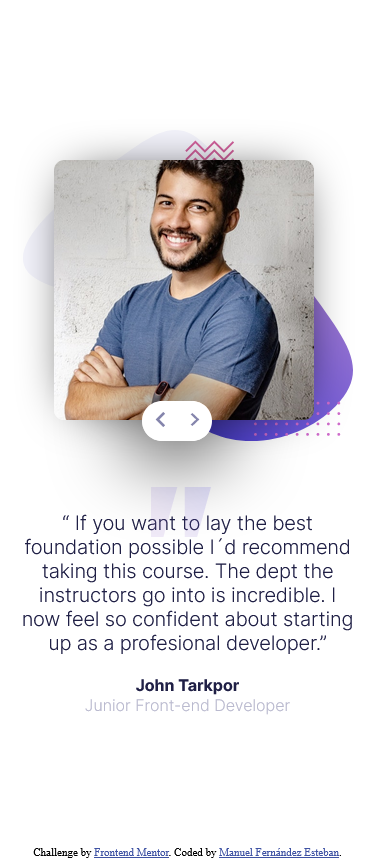 “ If you want to lay the best
foundation possible I´d recommend
taking this course. The dept the
instructors go into is incredible. I
now feel so confident about starting
up as a profesional developer.”
John Tarkpor
Junior Front-end Developer
Challenge by Frontend Mentor. Coded by Manuel Fernández Esteban.